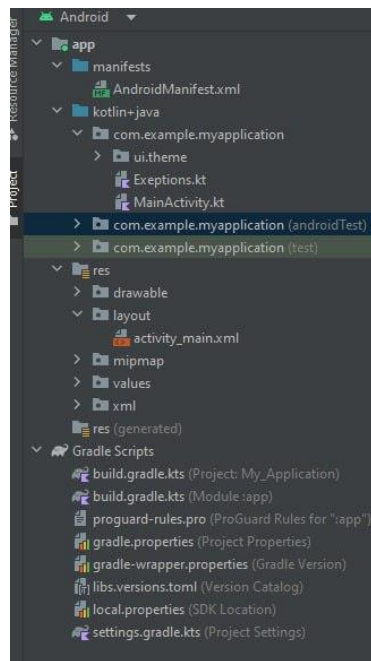 Android
Resource Manager
Project
app
manifests
AndroidManifest.xml
kotlin+java
com.example.myapplication
ui.theme
Exeptions.kt
MainActivity.kt
com.example.myapplication (androidTest)
com.example.myapplication (test)
res
drawable
layout
activity_main.xml
mipmap
values
xml
res (generated)
Gradle Scripts
build.gradle.kts (Project: My_Application)
build.gradle.kts (Module :app)
proguard-rules.pro (ProGuard Rules for ":app")
gradle.properties (Project Properties)
gradle-wrapper.properties (Gradle Version)
libs.versions.toml (Version Catalog)
local.properties (SDK Location)
settings.gradle.kts (Project Settings)